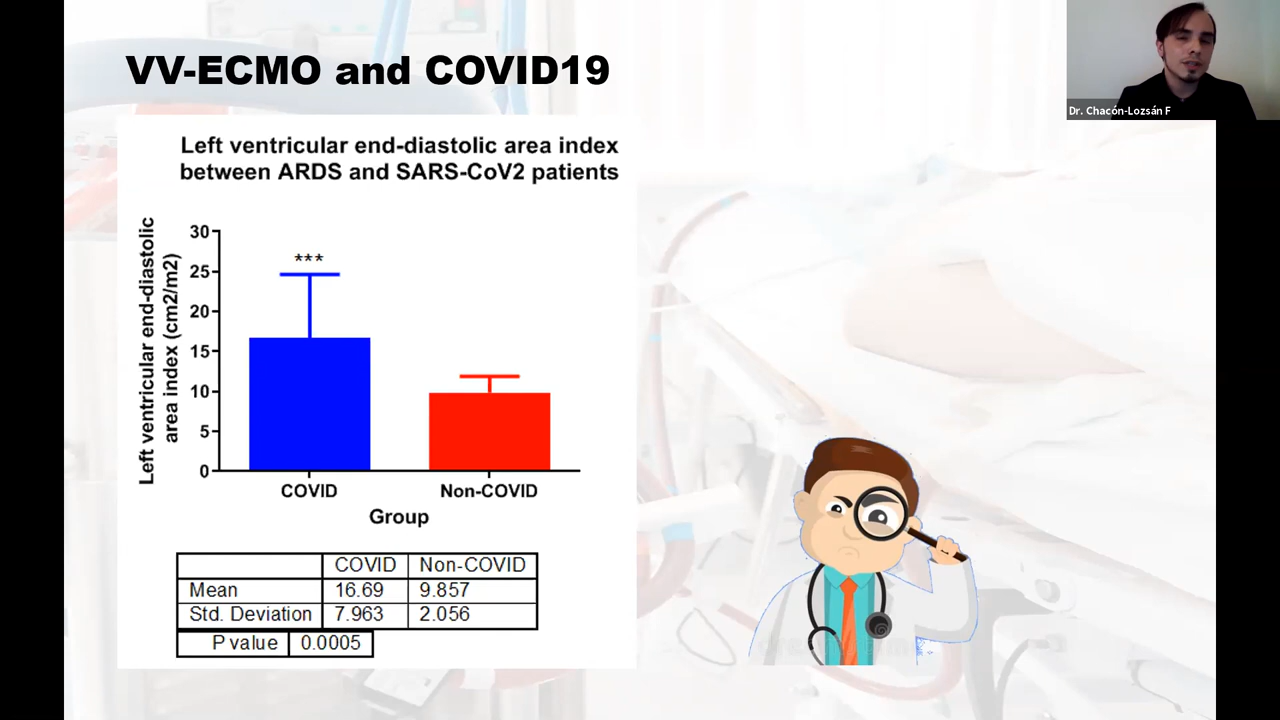 VV-ECMO and COVID19
Dr. Chacón-Lozsán F
Left ventricular end-diastolic area index
between ARDS and SARS-CoV2 patients
Left ventricular end-diastolic
area index (cm2/m2)
30
25
20
15
10
5
0
***
COVID
Non-COVID
Group
COVID Non-COVID
Mean 16.69 9.857
Std. Deviation 7.963 2.056
P value 0.0005